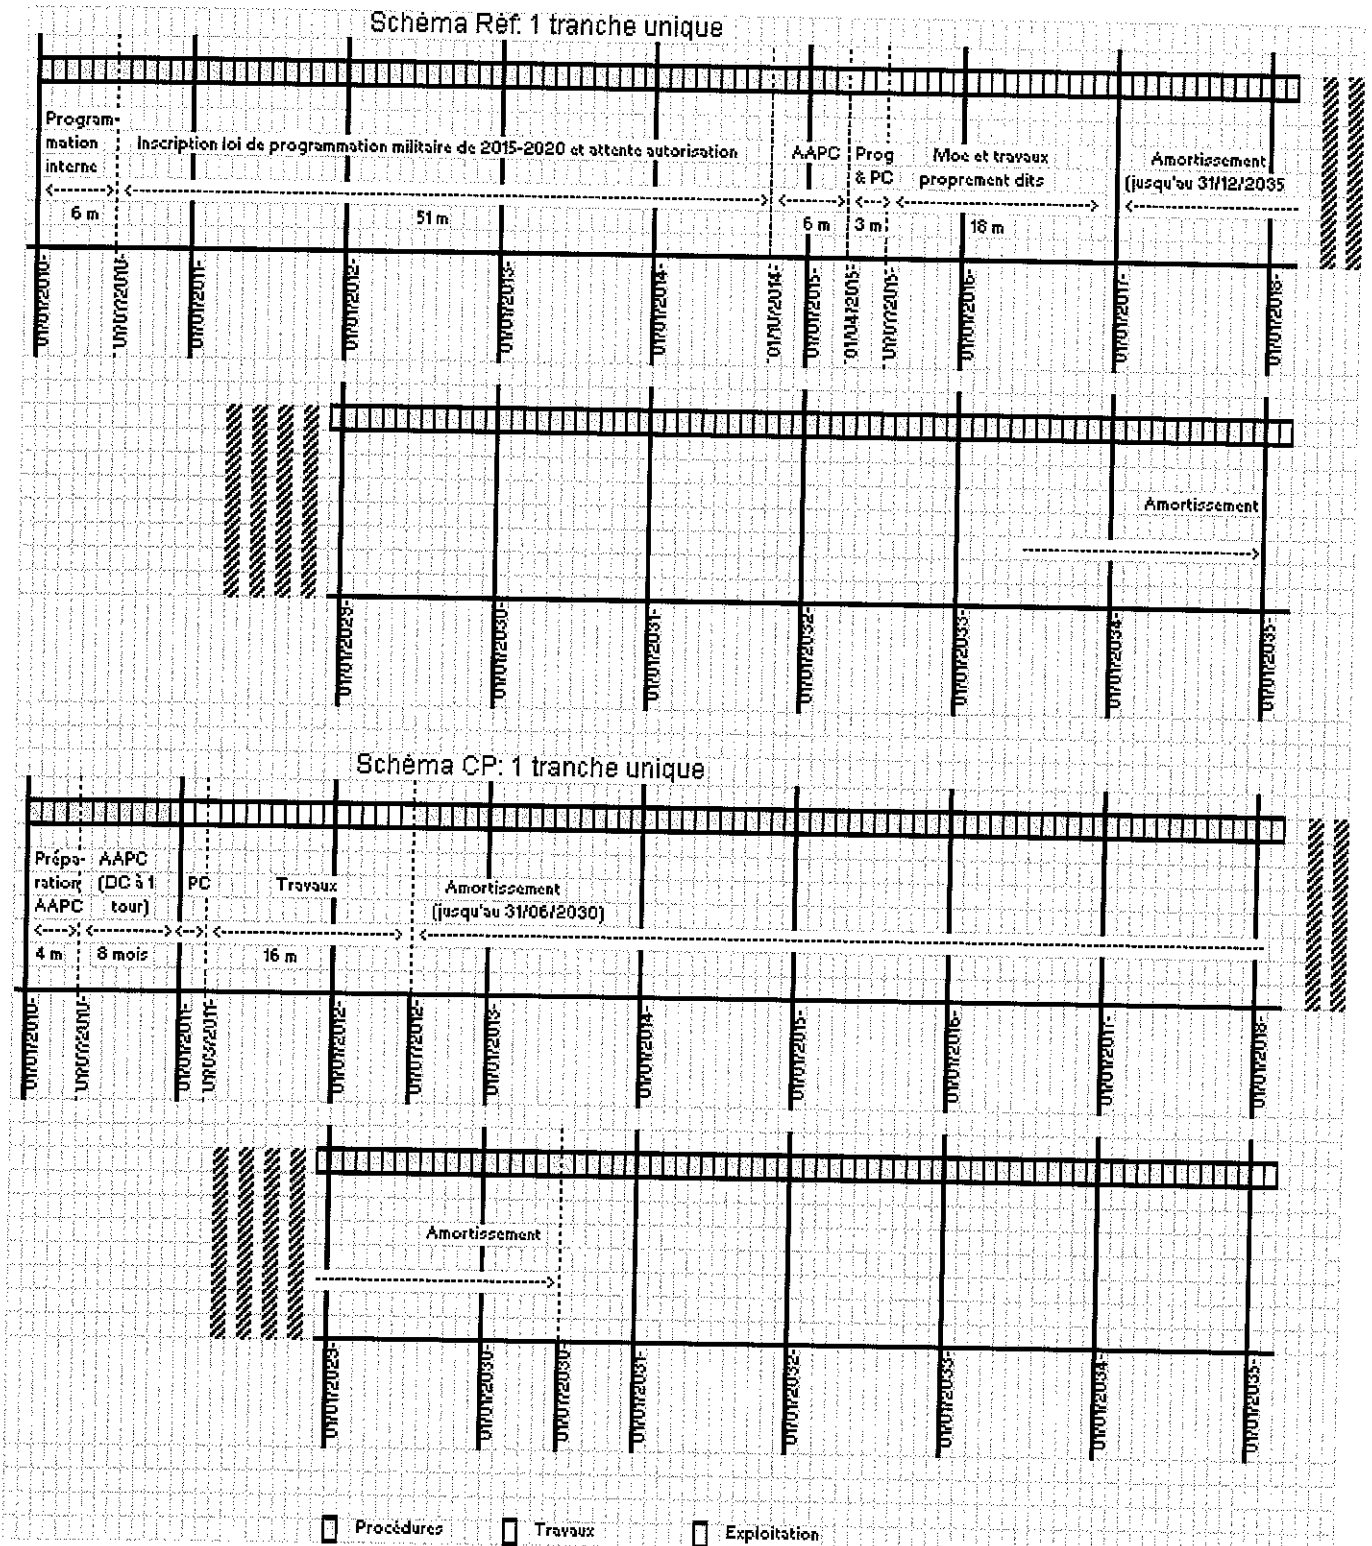 Schéma Réf. 1 tranche unique
Program-
mation
interne
Inscription loi de programmation militaire de 2015-2020 et attente autorisation
AAPC
Prog
& PC
Moe et travaux
proprement dits
Amortissement
(jusqu'au 31/12/2035
6 m
51 m
6 m
3 m
18 m
01/01/2010-
01/07/2010-
01/01/2011-
01/01/2012-
01/01/2013-
01/01/2014-
01/10/2014-
01/01/2015-
01/04/2015-
01/07/2015-
01/01/2016-
01/01/2017-
01/01/2018-
Amortissement
01/01/2029-
01/01/2030-
01/01/2031-
01/01/2032-
01/01/2033-
01/01/2034-
01/01/2035-
Schéma CP: 1 tranche unique
Prépa-
ration
AAPC
AAPC
(DC à 1
tour)
PC
Travaux
Amortissement
(jusqu'au 31/06/2030)
4 m
8 mois
16 m
01/01/2010-
01/01/2011-
01/03/2011-
01/01/2012-
01/07/2012-
01/01/2013-
01/01/2014-
01/01/2015-
01/01/2016-
01/01/2017-
01/01/2018-
Amortissement
01/01/2029-
01/01/2030-
01/07/2030-
01/01/2031-
01/01/2032-
01/01/2033-
01/01/2034-
01/01/2035-
Procédures
Travaux
Exploitation